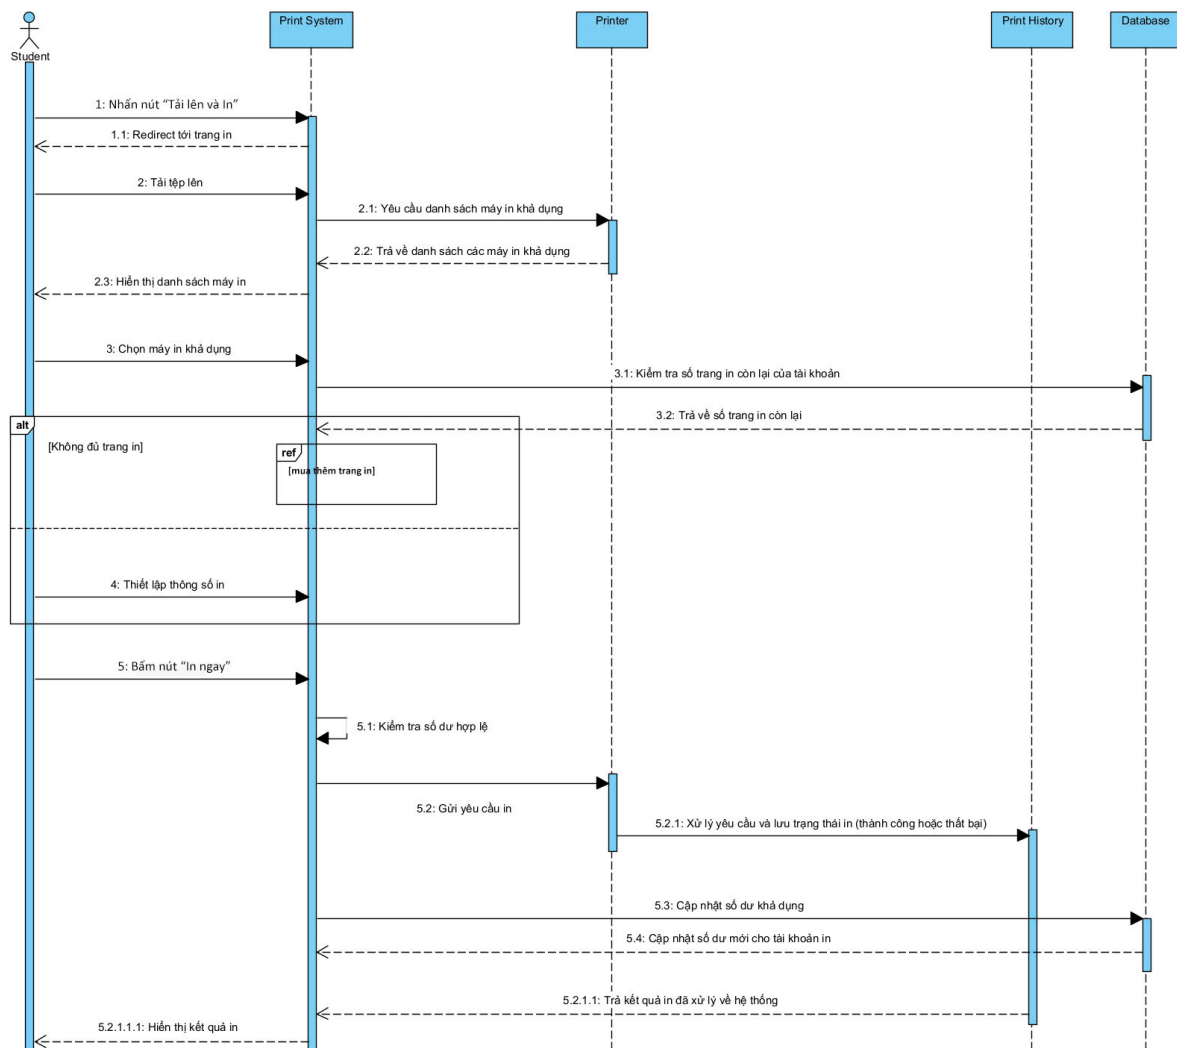 Print System
Printer
Print History
Database
Student
1: Nhấn nút “Tải lên và In”
1.1: Redirect tới trang in
2: Tải tệp lên
2.1: Yêu cầu danh sách máy in khả dụng
2.2: Trả về danh sách các máy in khả dụng
2.3: Hiển thị danh sách máy in
3: Chọn máy in khả dụng
3.1: Kiểm tra số trang in còn lại của tài khoản
3.2: Trả về số trang in còn lại
alt
[Không đủ trang in]
ref
[mua thêm trang in]
4: Thiết lập thông số in
5: Bấm nút “In ngay”
5.1: Kiểm tra số dư hợp lệ
5.2: Gửi yêu cầu in
5.2.1: Xử lý yêu cầu và lưu trạng thái in (thành công hoặc thất bại)
5.3: Cập nhật số dư khả dụng
5.4: Cập nhật số dư mới cho tài khoản in
5.2.1.1: Trả kết quả in đã xử lý về hệ thống
5.2.1.1.1: Hiển thị kết quả in